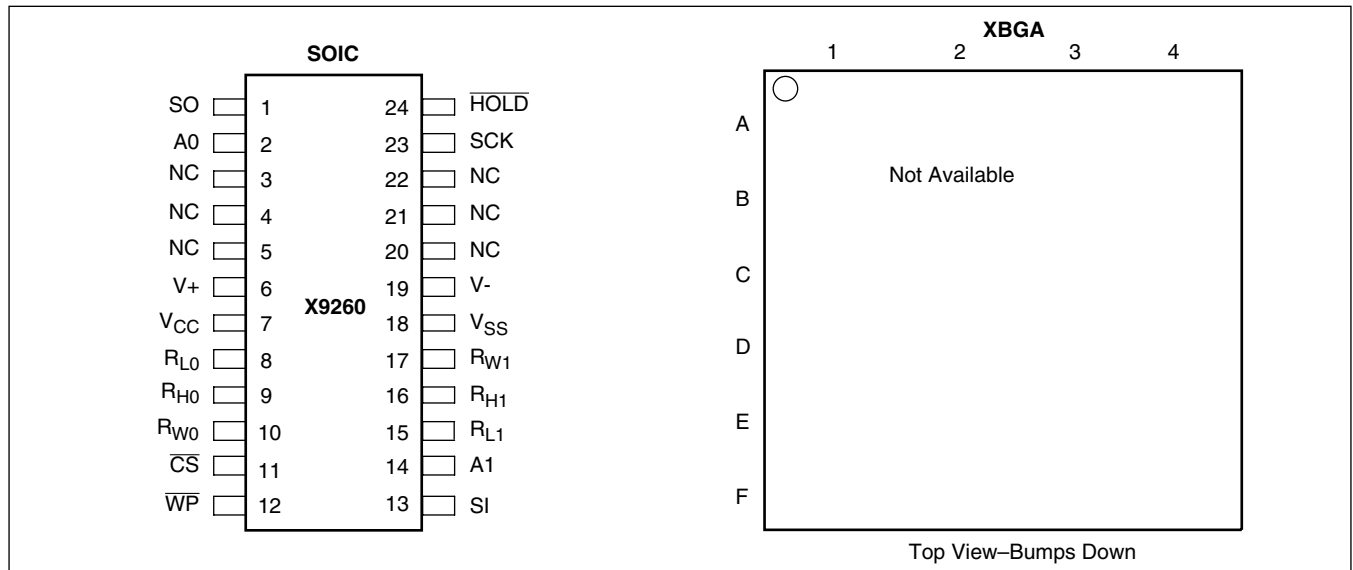 SOIC
SO 1 24 HOLD
A0 2 23 SCK
NC 3 22 NC
NC 4 21 NC
NC 5 20 NC
V+ 6 19 V-
X9260
VCC 7 18 VSS
RL0 8 17 RW1
RH0 9 16 RH1
RW0 10 15 RL1
CS 11 14 A1
WP 12 13 SI
XBGA
1 2 3 4
A
Not Available
B
C
D
E
F
Top View–Bumps Down